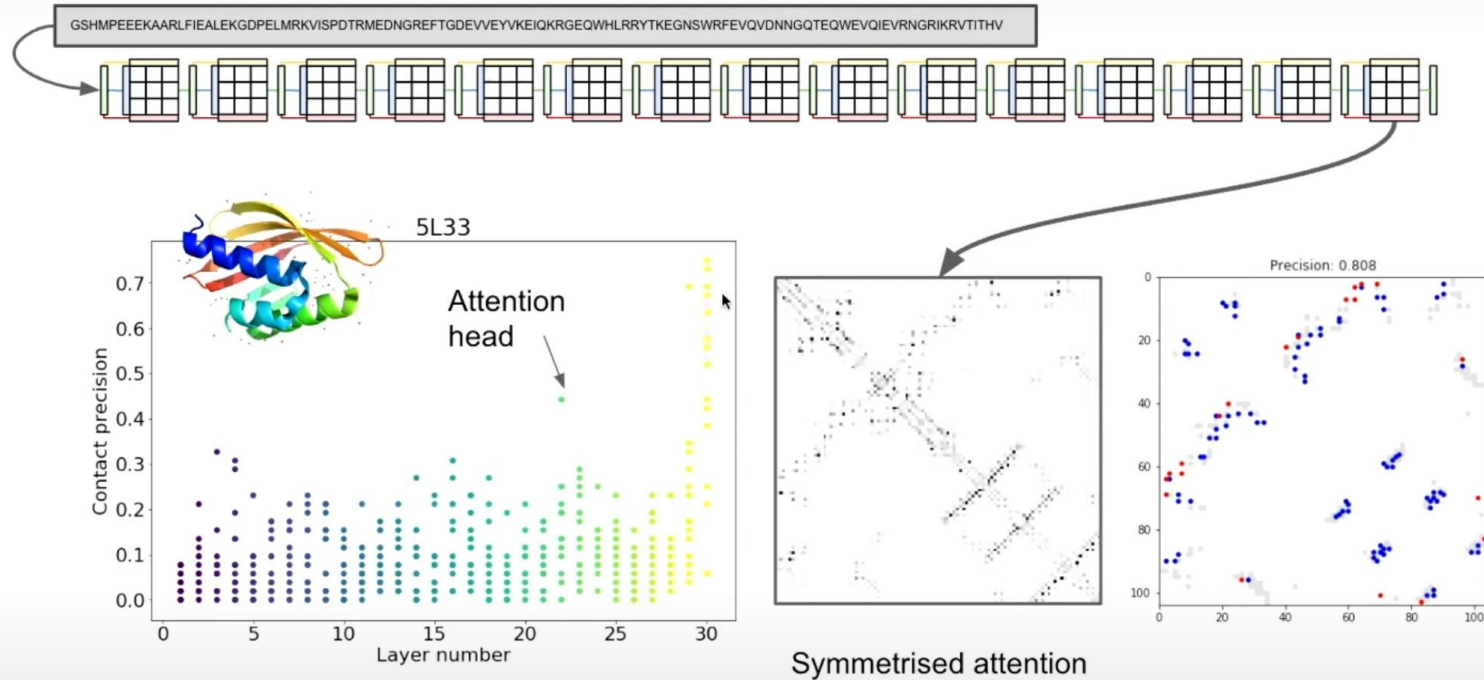 GSHMPEEEKAARLFIEALEKGDPELMRKVISPDTRMEDNGREFTGDEVVEYVKEIQKRGEQWHLRRYTKEGNSWRFEVQVDNNGQTEQWEVQIEVRNGRIKRVTITHV
5L33
Attention
head
Contact precision
0.7
0.6
0.5
0.4
0.3
0.2
0.1
0.0
0 5 10 15 20 25 30
Layer number
Symmetrised attention
Precision: 0.808
0
20
40
60
80
100
0 20 40 60 80 100